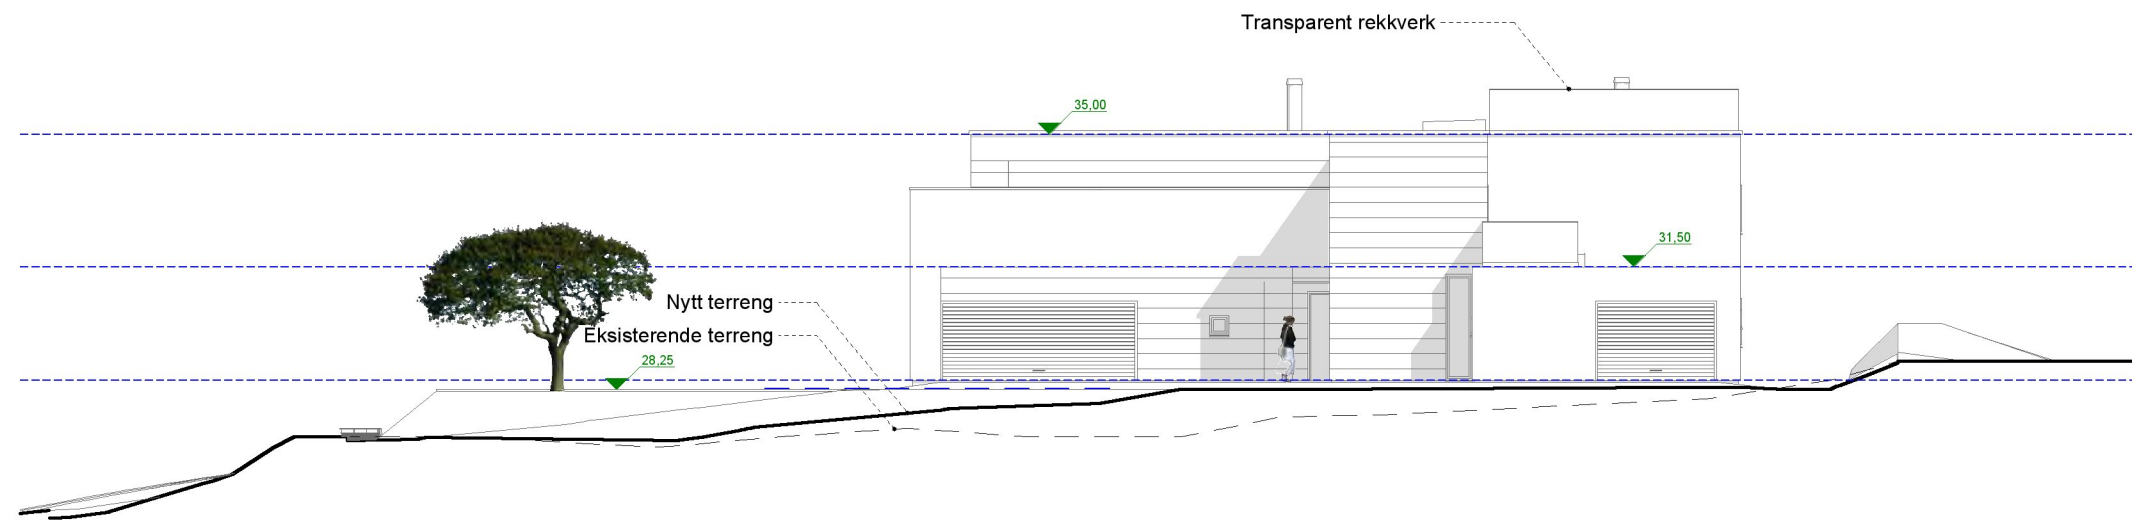 Transparent rekkverk
35,00
31,50
Nytt terreng
Eksisterende terreng
28,25